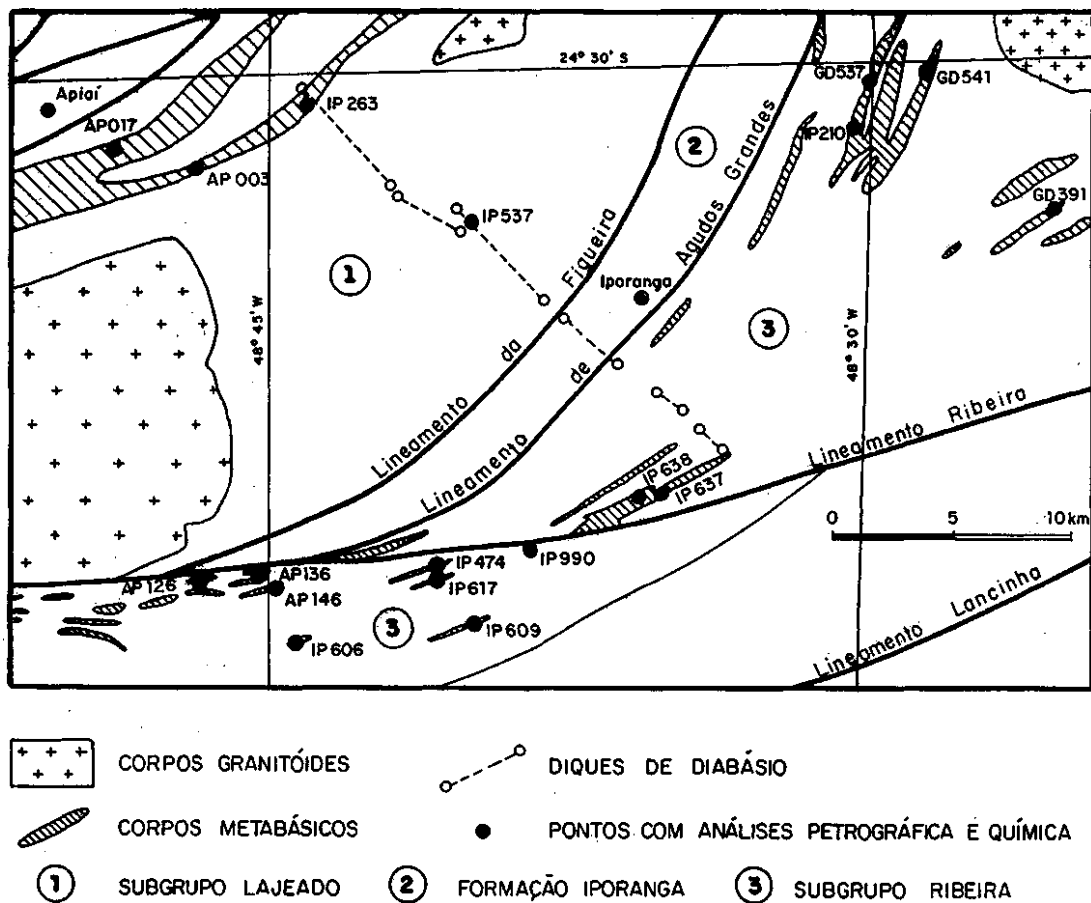 24° 30' S
Apiaí
AP017
AP 003
IP 263
IP 537
GD537
GD 541
IP210
GD391
1
2
3
3
48° 45' W
48° 30' W
Iporanga
Lineamento da Fiqueira
Lineamento de Agudos Grandes
Lineamento Ribeira
Lineamento Lancinha
IP 638
IP 637
0 5 10 km
IP 990
IP 474
IP 617
AP 126
AP136
AP 146
IP 609
IP 606
CORPOS GRANITÓIDES
DIQUES DE DIABÁSIO
CORPOS METABÁSICOS
PONTOS COM ANÁLISES PETROGRÁFICA E QUÍMICA
1 SUBGRUPO LAJEADO 2 FORMAÇÃO IPORANGA 3 SUBGRUPO RIBEIRA